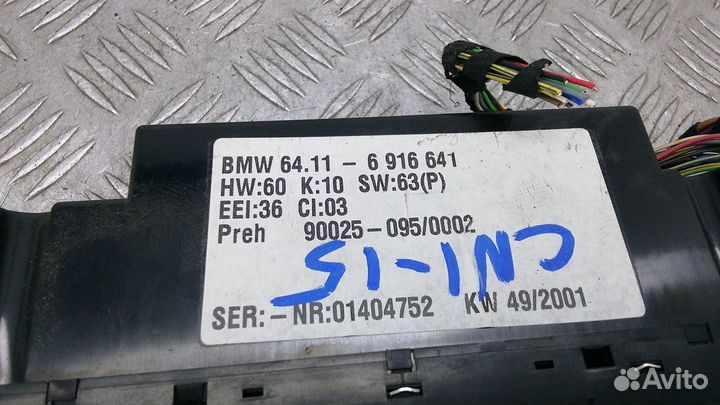 BMW 64.11 - 6 916 641
HW:60 K:10 SW:63(P)
EEI:36 CI:03
Preh 90025-095/0002
CN1-15
SER:-NR:01404752 KW 49/2001
Avito